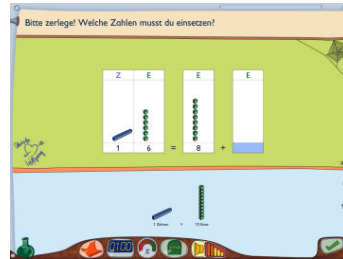 Bitte zerlege! Welche Zahlen musst du einsetzen?
Z E E E
1 6 = 8 +
1 Zehner = 10 Einer